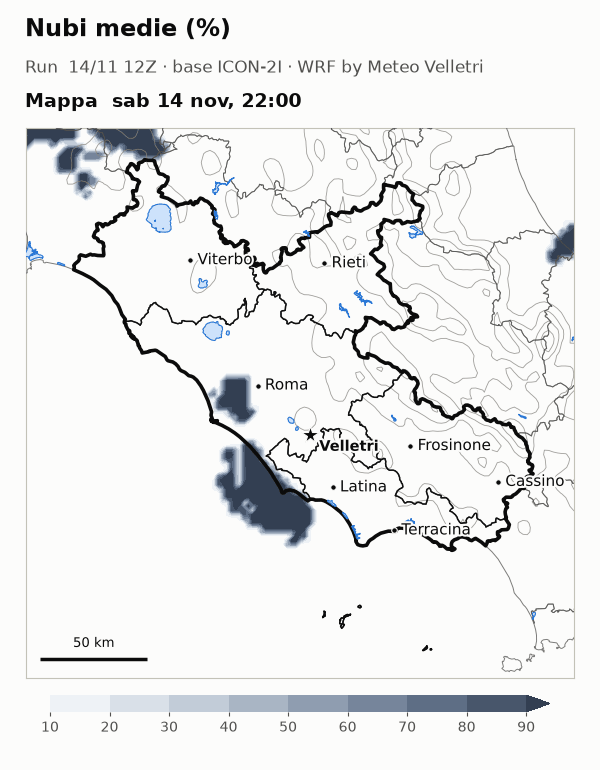 Nubi medie (%)
Run 14/11 12Z · base ICON-2I · WRF by Meteo Velletri
Mappa sab 14 nov, 22:00
Viterbo
Rieti
Roma
Velletri
Frosinone
Cassino
Latina
Terracina
50 km
10 20 30 40 50 60 70 80 90